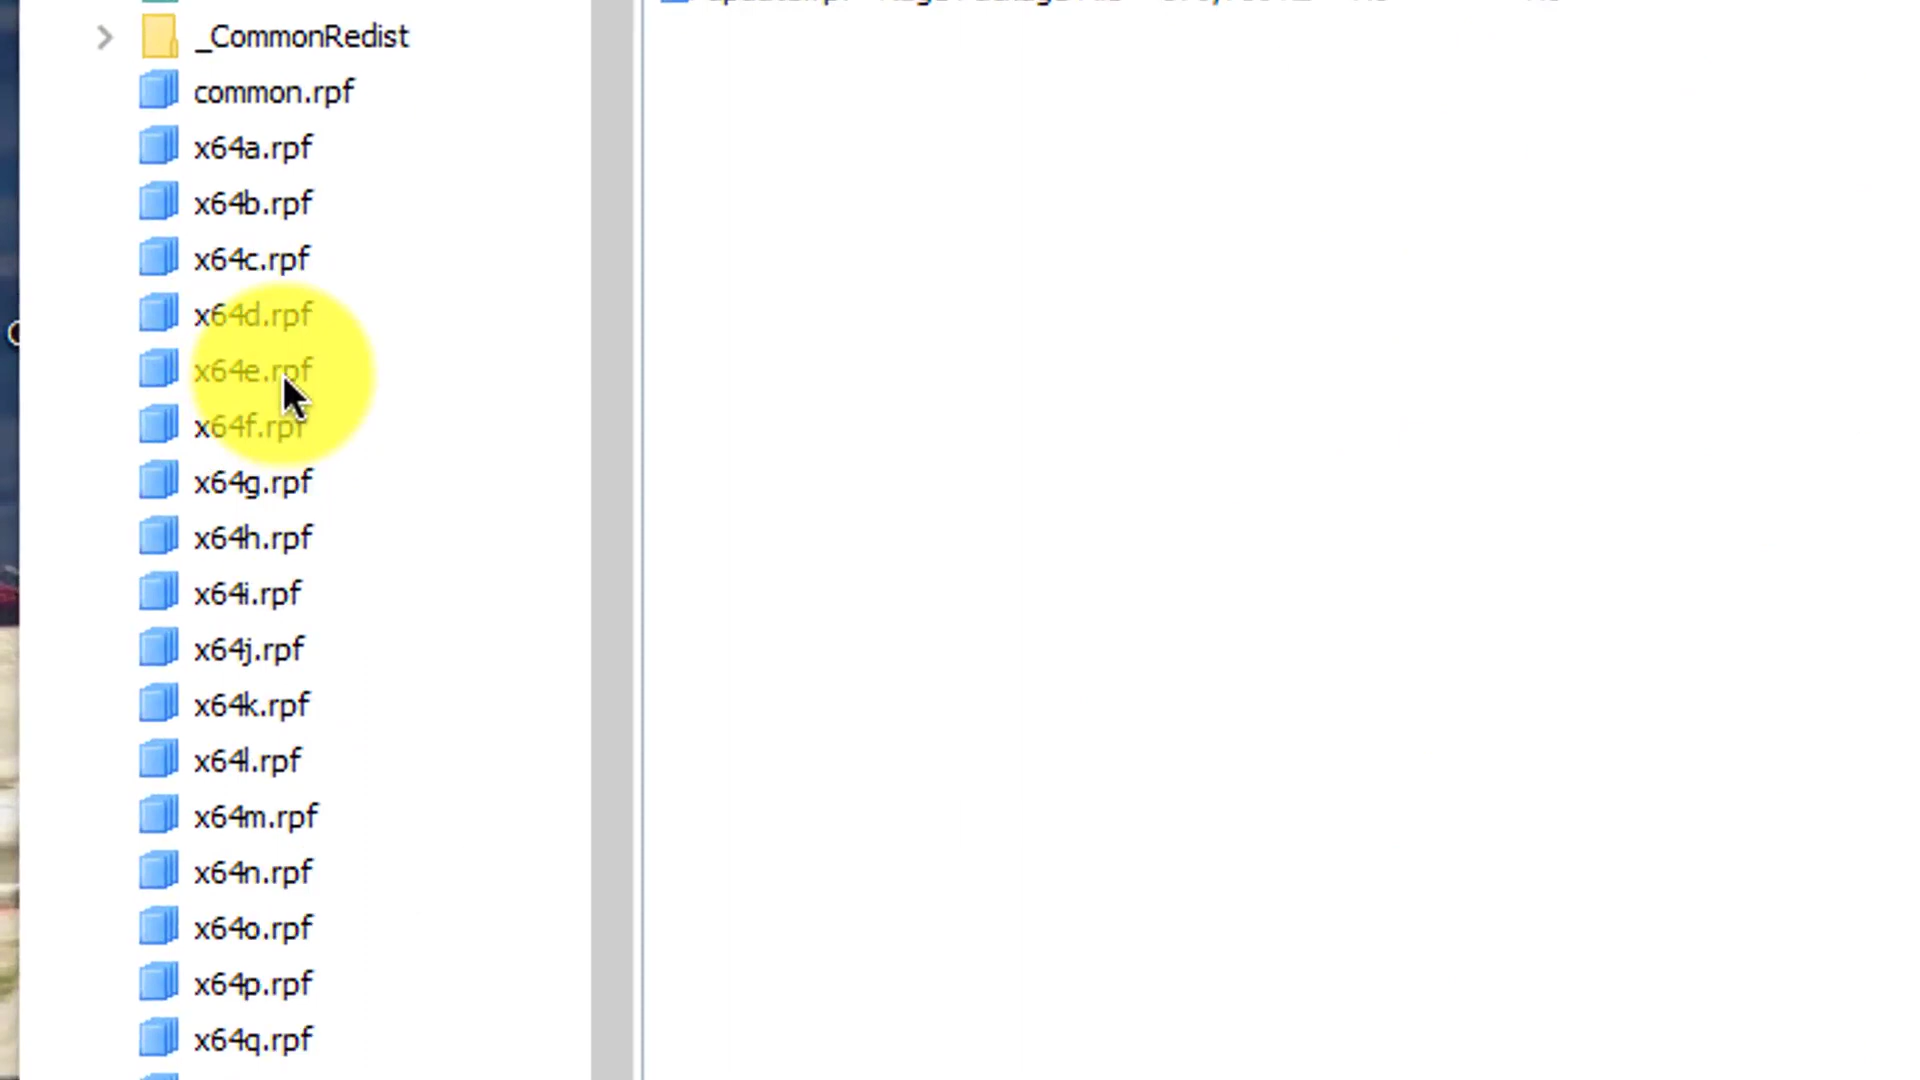 _CommonRedist
common.rpf
x64a.rpf
x64b.rpf
x64c.rpf
x64d.rpf
x64e.rpf
x64f.rpf
x64g.rpf
x64h.rpf
x64i.rpf
x64j.rpf
x64k.rpf
x64l.rpf
x64m.rpf
x64n.rpf
x64o.rpf
x64p.rpf
x64q.rpf